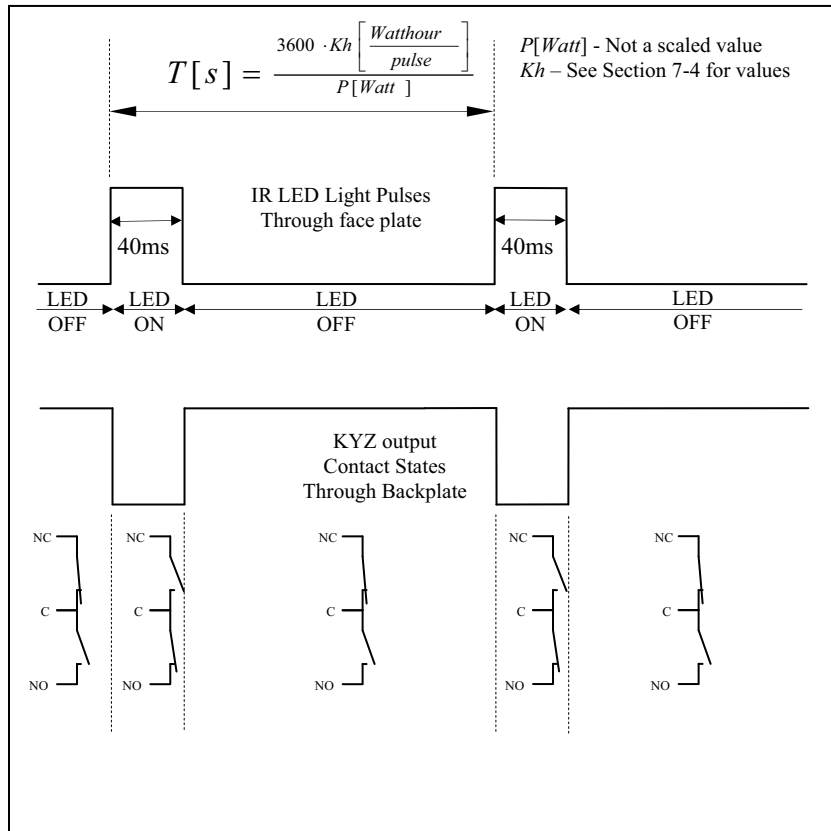 T[s] = 3600 · Kh [Watthour / pulse] / P[Watt ]
P[Watt] - Not a scaled value
Kh – See Section 7-4 for values
IR LED Light Pulses
Through face plate
40ms
40ms
LED
OFF
LED
ON
LED
OFF
LED
ON
LED
OFF
KYZ output
Contact States
Through Backplate
NC
NC
NC
NC
NC
C
C
C
C
C
NO
NO
NO
NO
NO